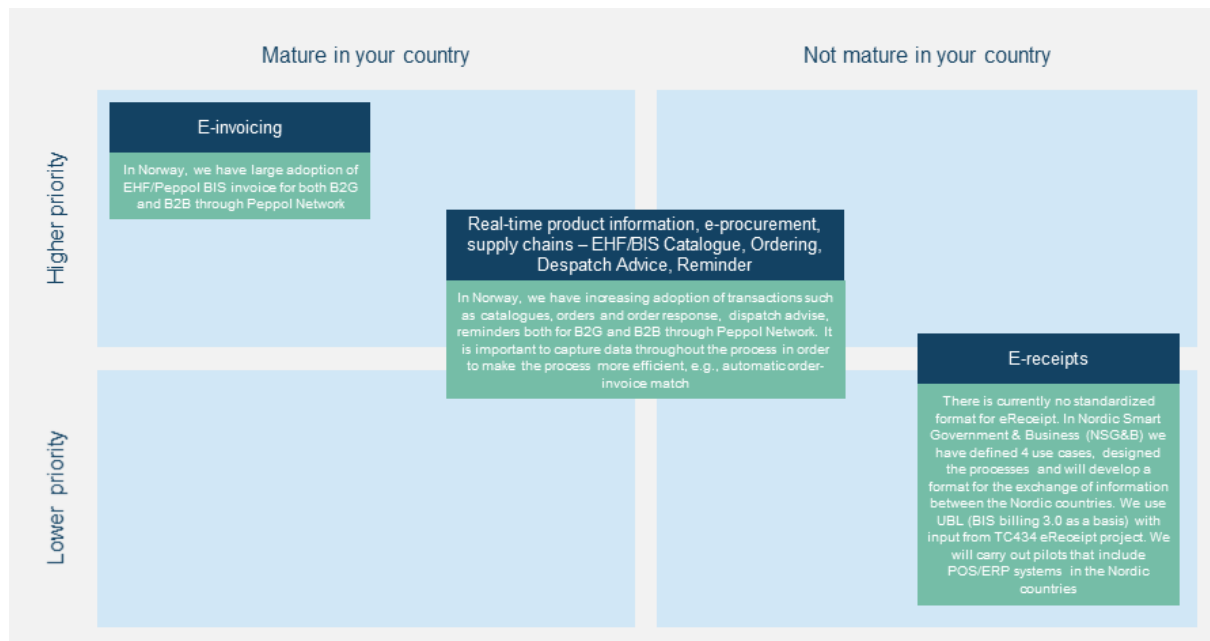 Mature in your country
Not mature in your country
Higher priority
E-invoicing
In Norway, we have large adoption of
EHF/Peppol BIS invoice for both B2G
and B2B through Peppol Network
Real-time product information, e-procurement,
supply chains – EHF/BIS Catalogue, Ordering,
Despatch Advice, Reminder
In Norway, we have increasing adoption of transactions such
as catalogues, orders and order response, dispatch advise,
reminders both for B2G and B2B through Peppol Network. It
is important to capture data throughout the process in order
to make the process more efficient, e.g., automatic order-
invoice match
E-receipts
There is currently no standardized
format for eReceipt. In Nordic Smart
Government & Business (NSG&B) we
have defined 4 use cases, designed
the processes and will develop a
format for the exchange of information
between the Nordic countries. We use
UBL (BIS billing 3.0 as a basis) with
input from TC434 eReceipt project. We
will carry out pilots that include
POS/ERP systems in the Nordic
countries
Lower priority